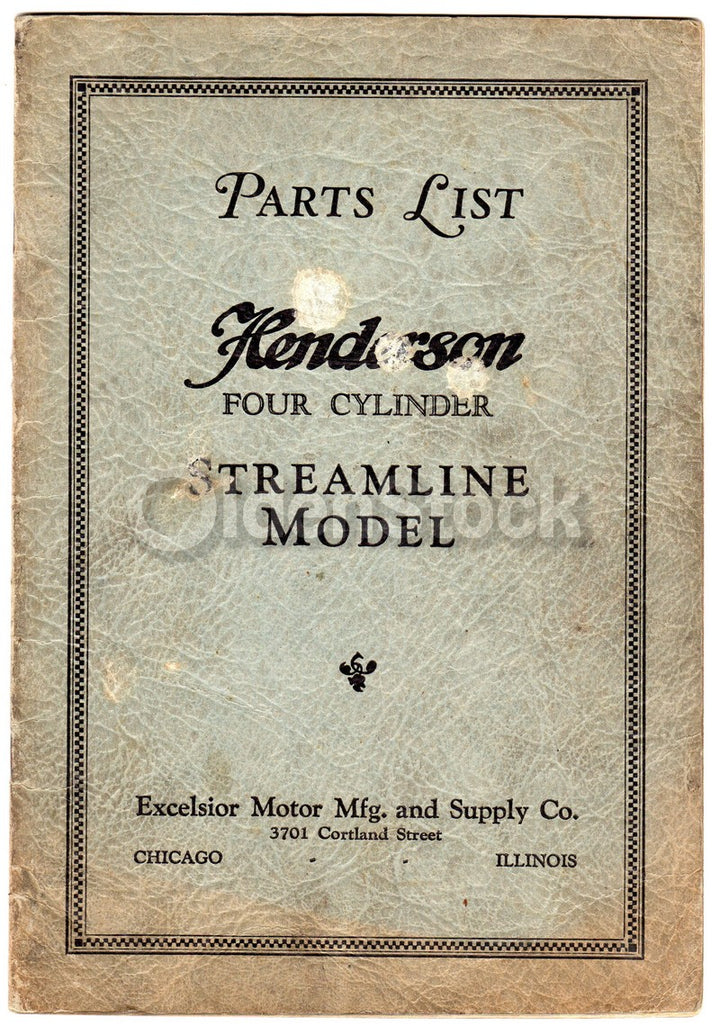 PARTS LIST
Henderson
FOUR CYLINDER
STREAMLINE
MODEL
Excelsior Motor Mfg. and Supply Co.
3701 Cortland Street
CHICAGO - - ILLINOIS